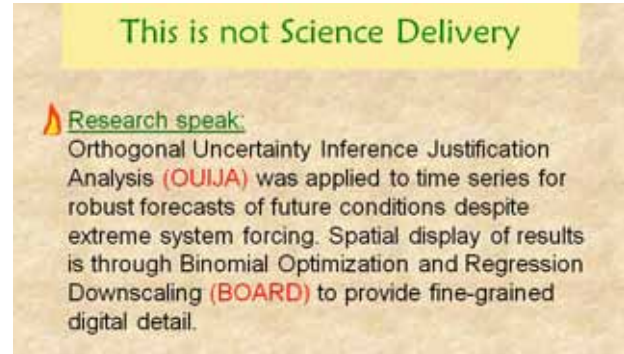 This is not Science Delivery
Research speak:
Orthogonal Uncertainty Inference Justification
Analysis (OUIJA) was applied to time series for
robust forecasts of future conditions despite
extreme system forcing. Spatial display of results
is through Binomial Optimization and Regression
Downscaling (BOARD) to provide fine-grained
digital detail.